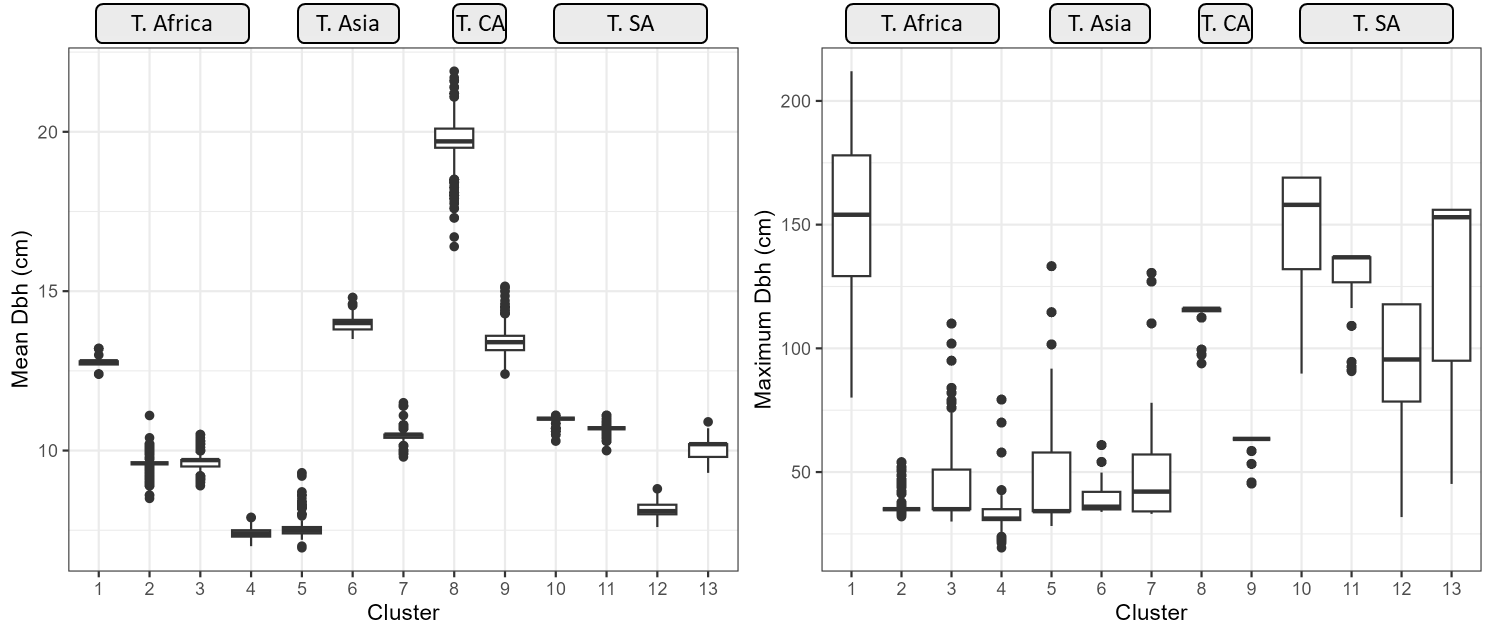 T. Africa T. Asia T. CA T. SA
20
15
10
Mean Dbh (cm)
1 2 3 4 5 6 7 8 9 10 11 12 13
Cluster
T. Africa T. Asia T. CA T. SA
200
150
100
50
Maximum Dbh (cm)
1 2 3 4 5 6 7 8 9 10 11 12 13
Cluster